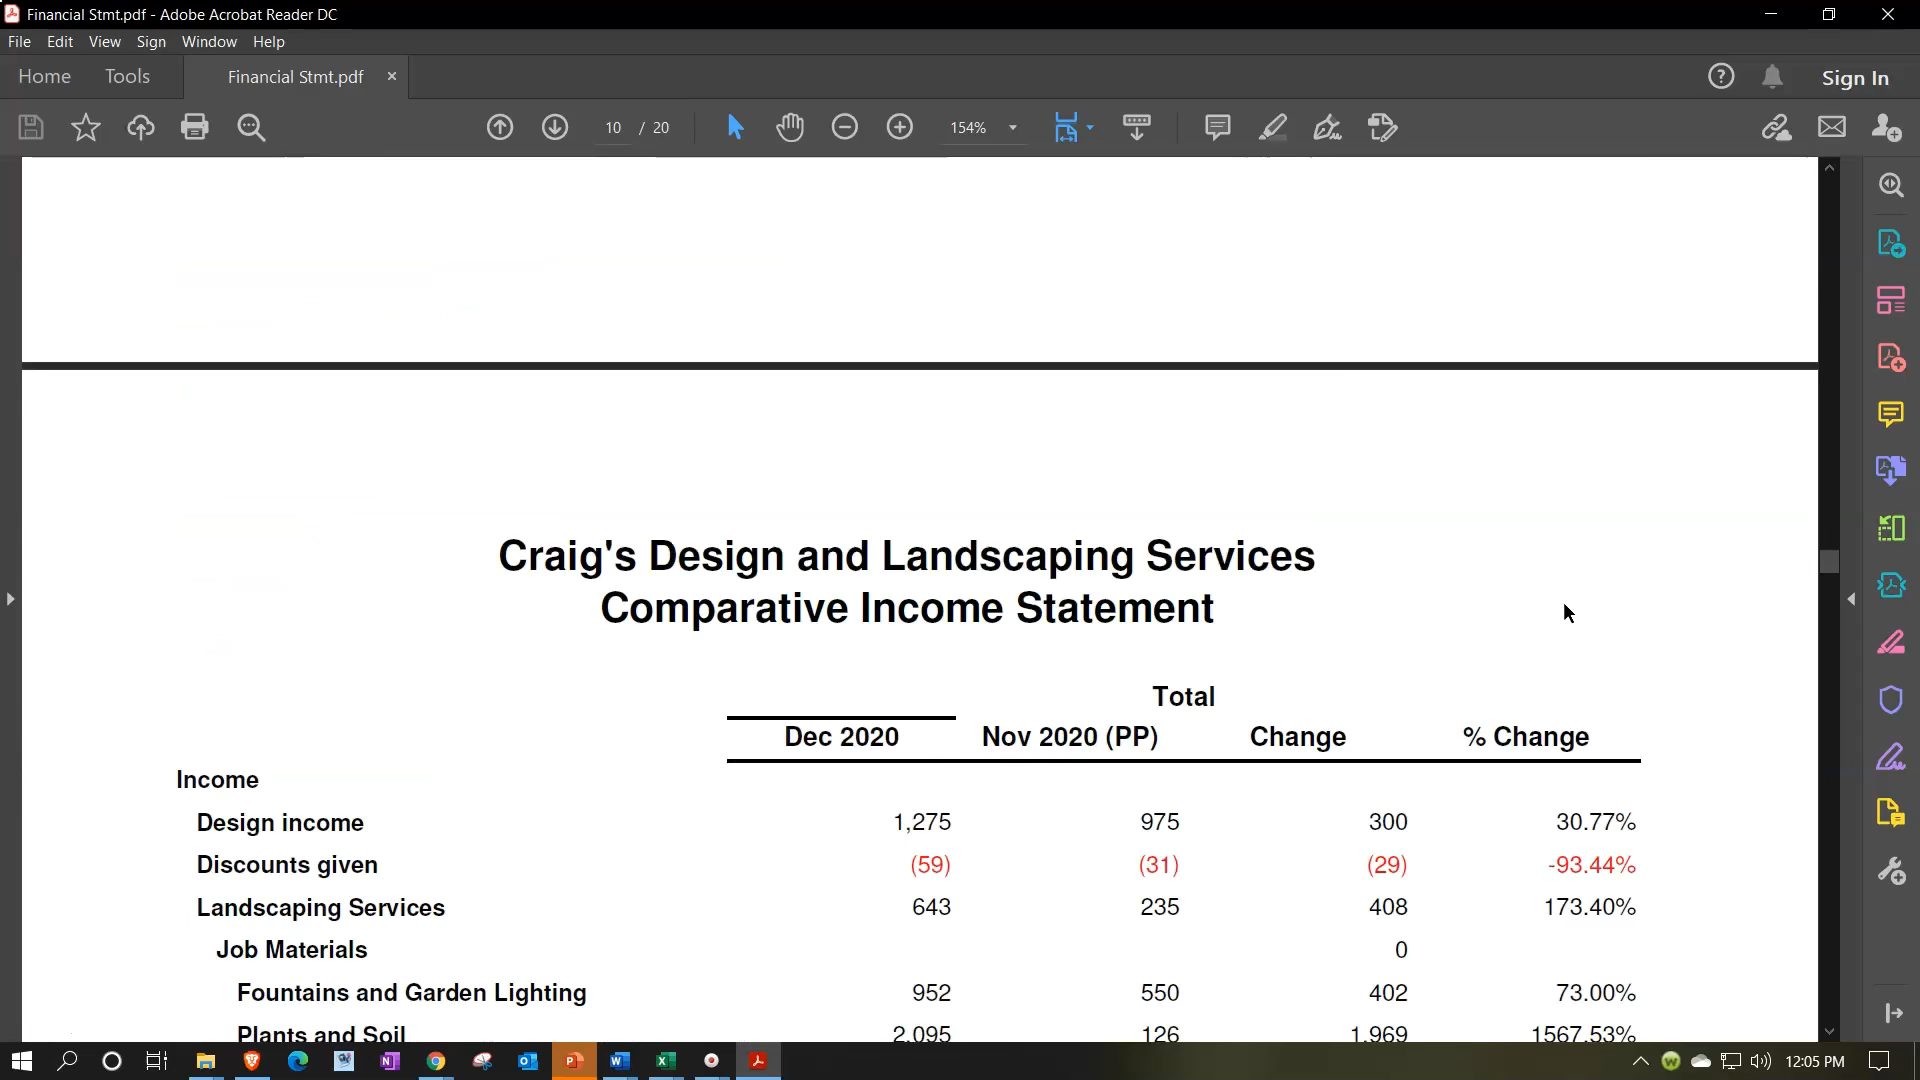 Financial Stmt.pdf - Adobe Acrobat Reader DC
File Edit View Sign Window Help
Home Tools Financial Stmt.pdf × Sign In
10 / 20 154%
Craig's Design and Landscaping Services
Comparative Income Statement
Total
Dec 2020 Nov 2020 (PP) Change % Change
Income
Design income 1,275 975 300 30.77%
Discounts given (59) (31) (29) -93.44%
Landscaping Services 643 235 408 173.40%
Job Materials 0
Fountains and Garden Lighting 952 550 402 73.00%
Plants and Soil 2,095 126 1,969 1567.53%
12:05 PM